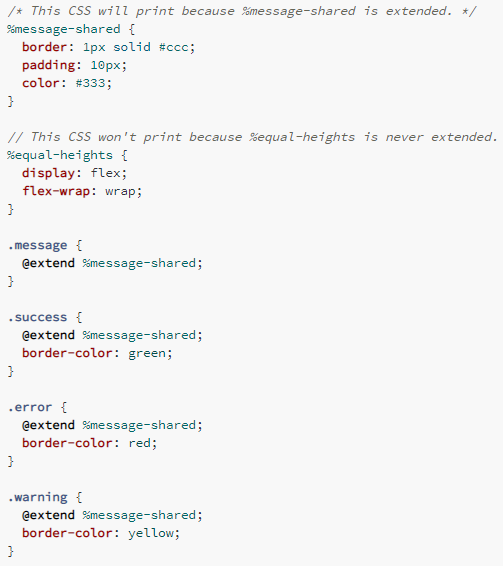 /* This CSS will print because %message-shared is extended. */
%message-shared {
  border: 1px solid #ccc;
  padding: 10px;
  color: #333;
}

// This CSS won't print because %equal-heights is never extended.
%equal-heights {
  display: flex;
  flex-wrap: wrap;
}

.message {
  @extend %message-shared;
}

.success {
  @extend %message-shared;
  border-color: green;
}

.error {
  @extend %message-shared;
  border-color: red;
}

.warning {
  @extend %message-shared;
  border-color: yellow;
}